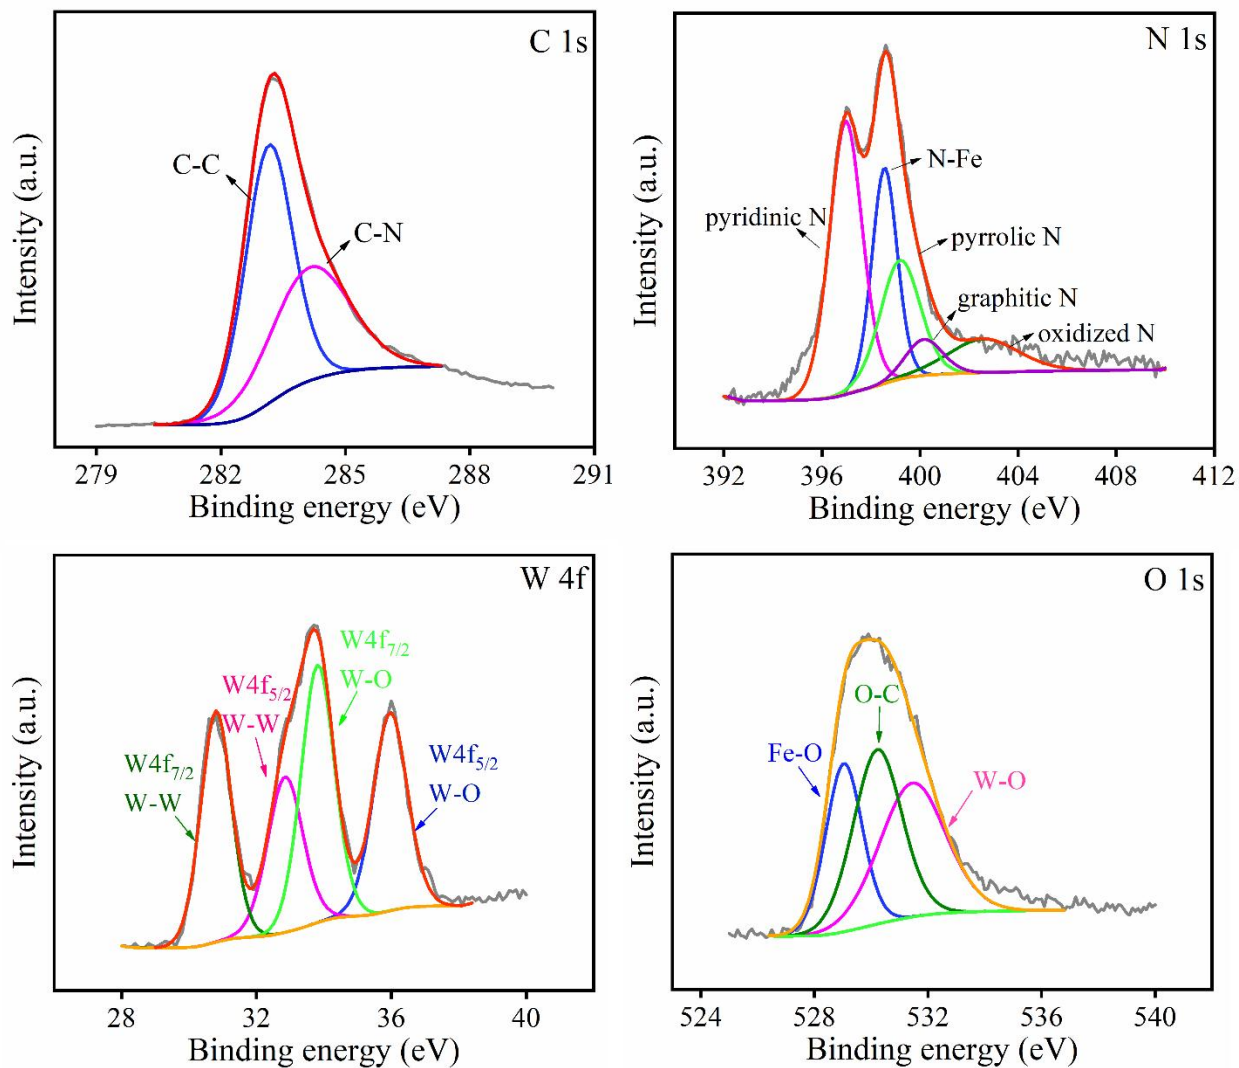 C 1s
C-C
C-N
Intensity (a.u.)
279 282 285 288 291
Binding energy (eV)
N 1s
N-Fe
pyridinic N
pyrrolic N
graphitic N
oxidized N
Intensity (a.u.)
392 396 400 404 408 412
Binding energy (eV)
W 4f
W4f7/2
W-O
W4f5/2
W-W
W4f7/2
W-W
W4f5/2
W-O
Intensity (a.u.)
28 32 36 40
Binding energy (eV)
O 1s
O-C
Fe-O
W-O
Intensity (a.u.)
524 528 532 536 540
Binding energy (eV)